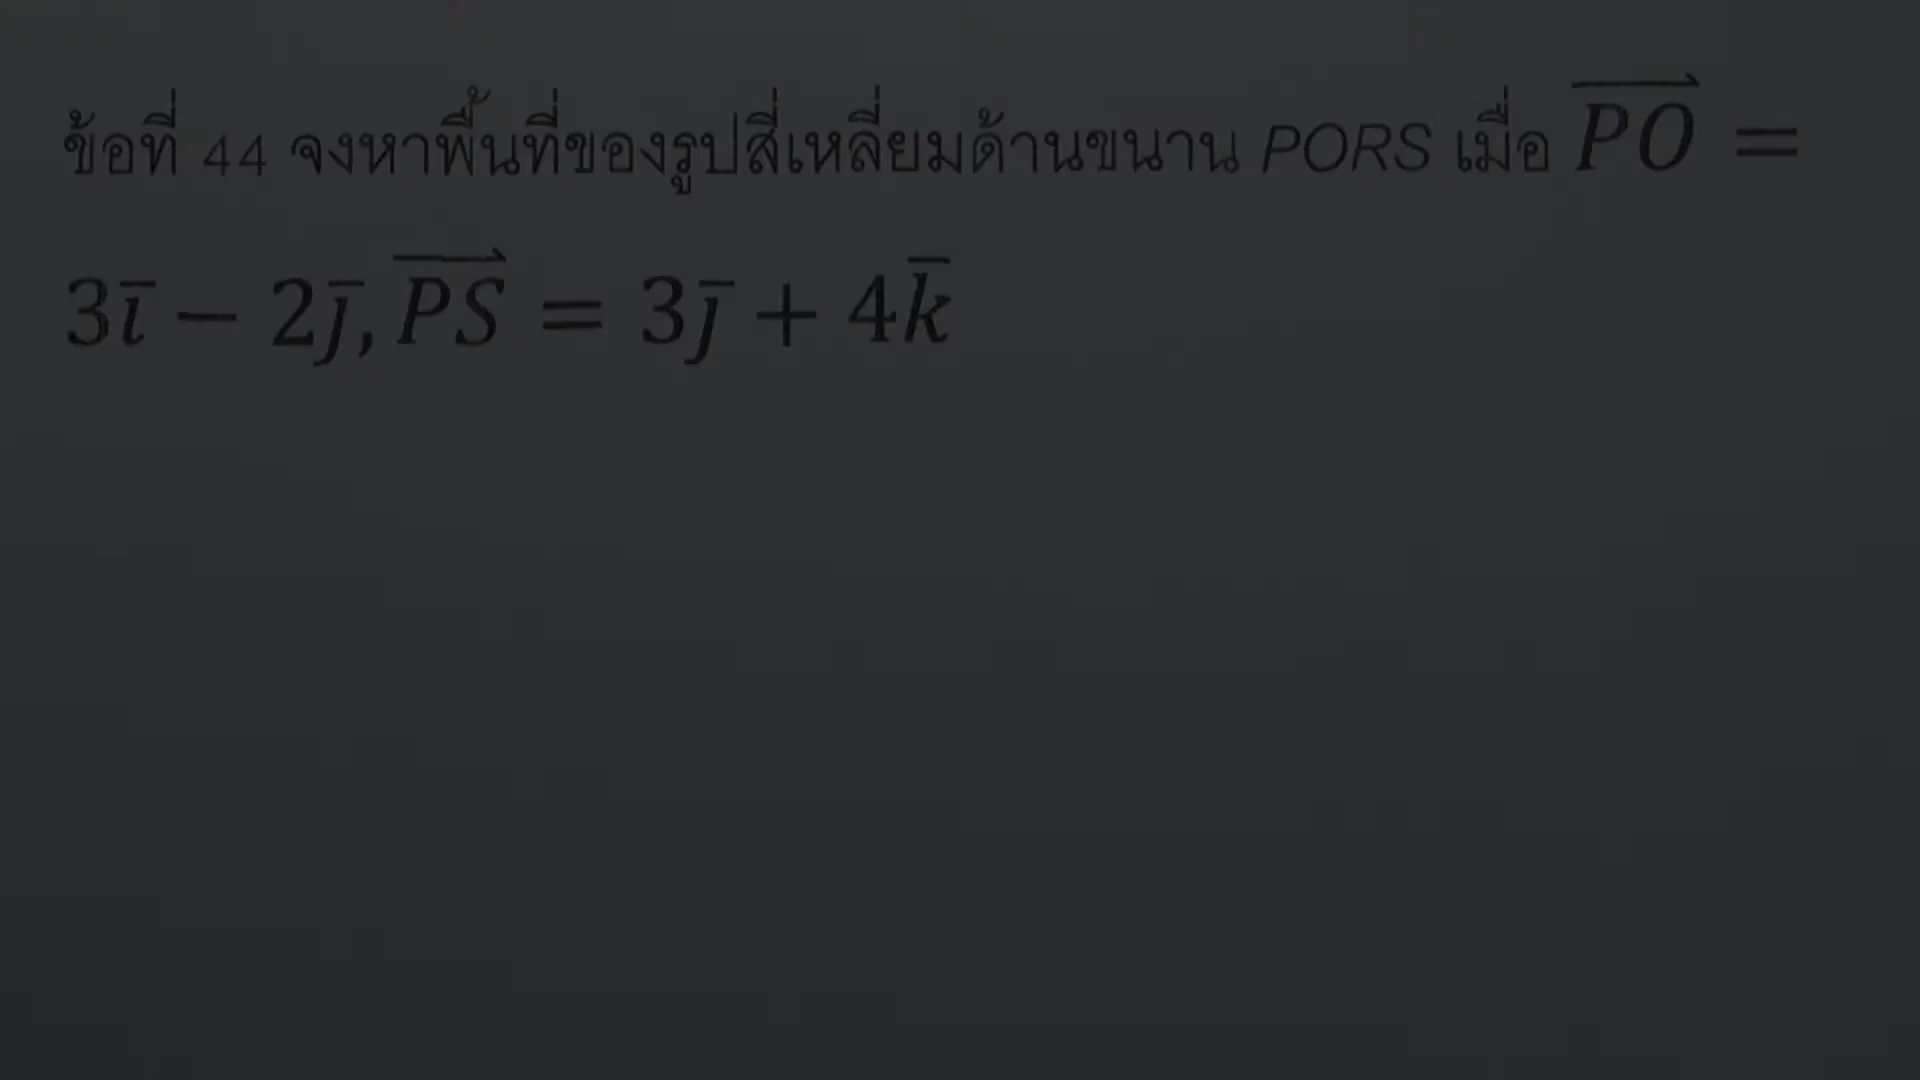 ข้อที่ 44 จงหาพื้นที่ของรูปสี่เหลี่ยมด้านขนาน PORS เมื่อ $\overrightarrow{PO}$ =
3$\bar{\imath}$ − 2$\bar{\jmath}$, $\overrightarrow{PS}$ = 3$\bar{\jmath}$ + 4$\bar{k}$